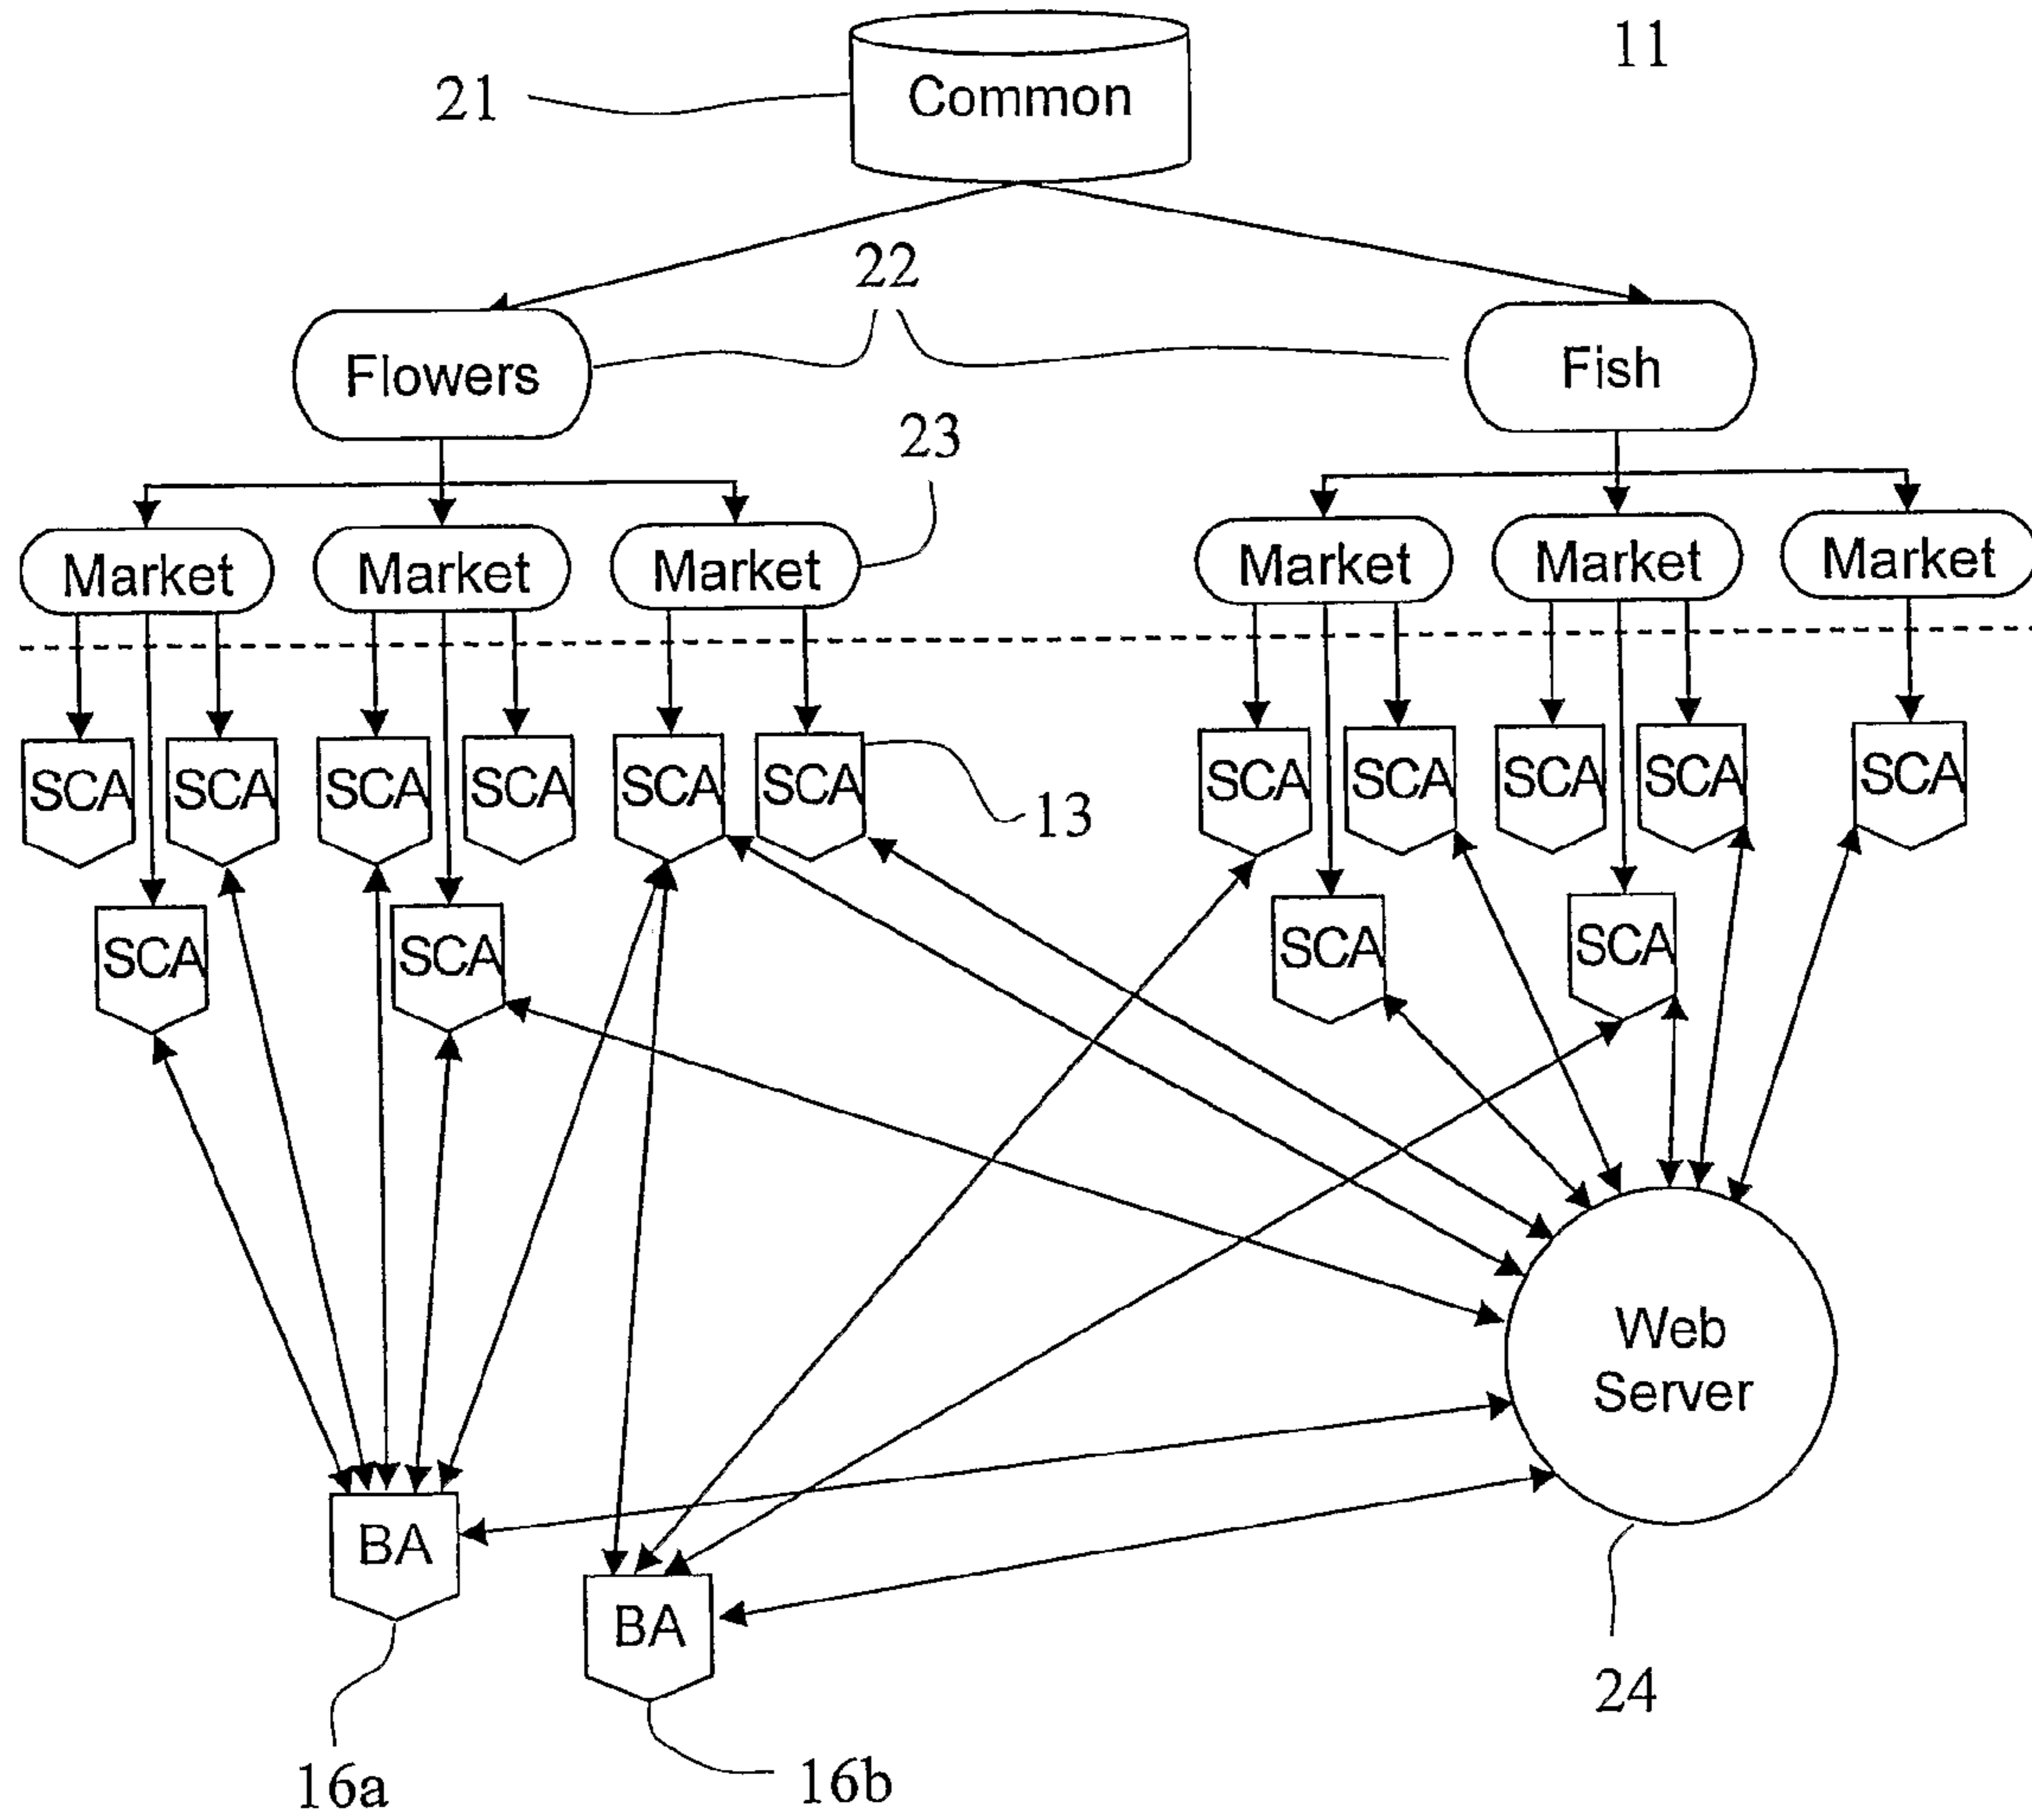 11
21
Common
22
Flowers
Fish
23
Market
Market
Market
Market
Market
Market
SCA
SCA
SCA
SCA
SCA
SCA
SCA
SCA
SCA
SCA
SCA
13
SCA
SCA
SCA
SCA
Web
Server
BA
BA
24
16a
16b